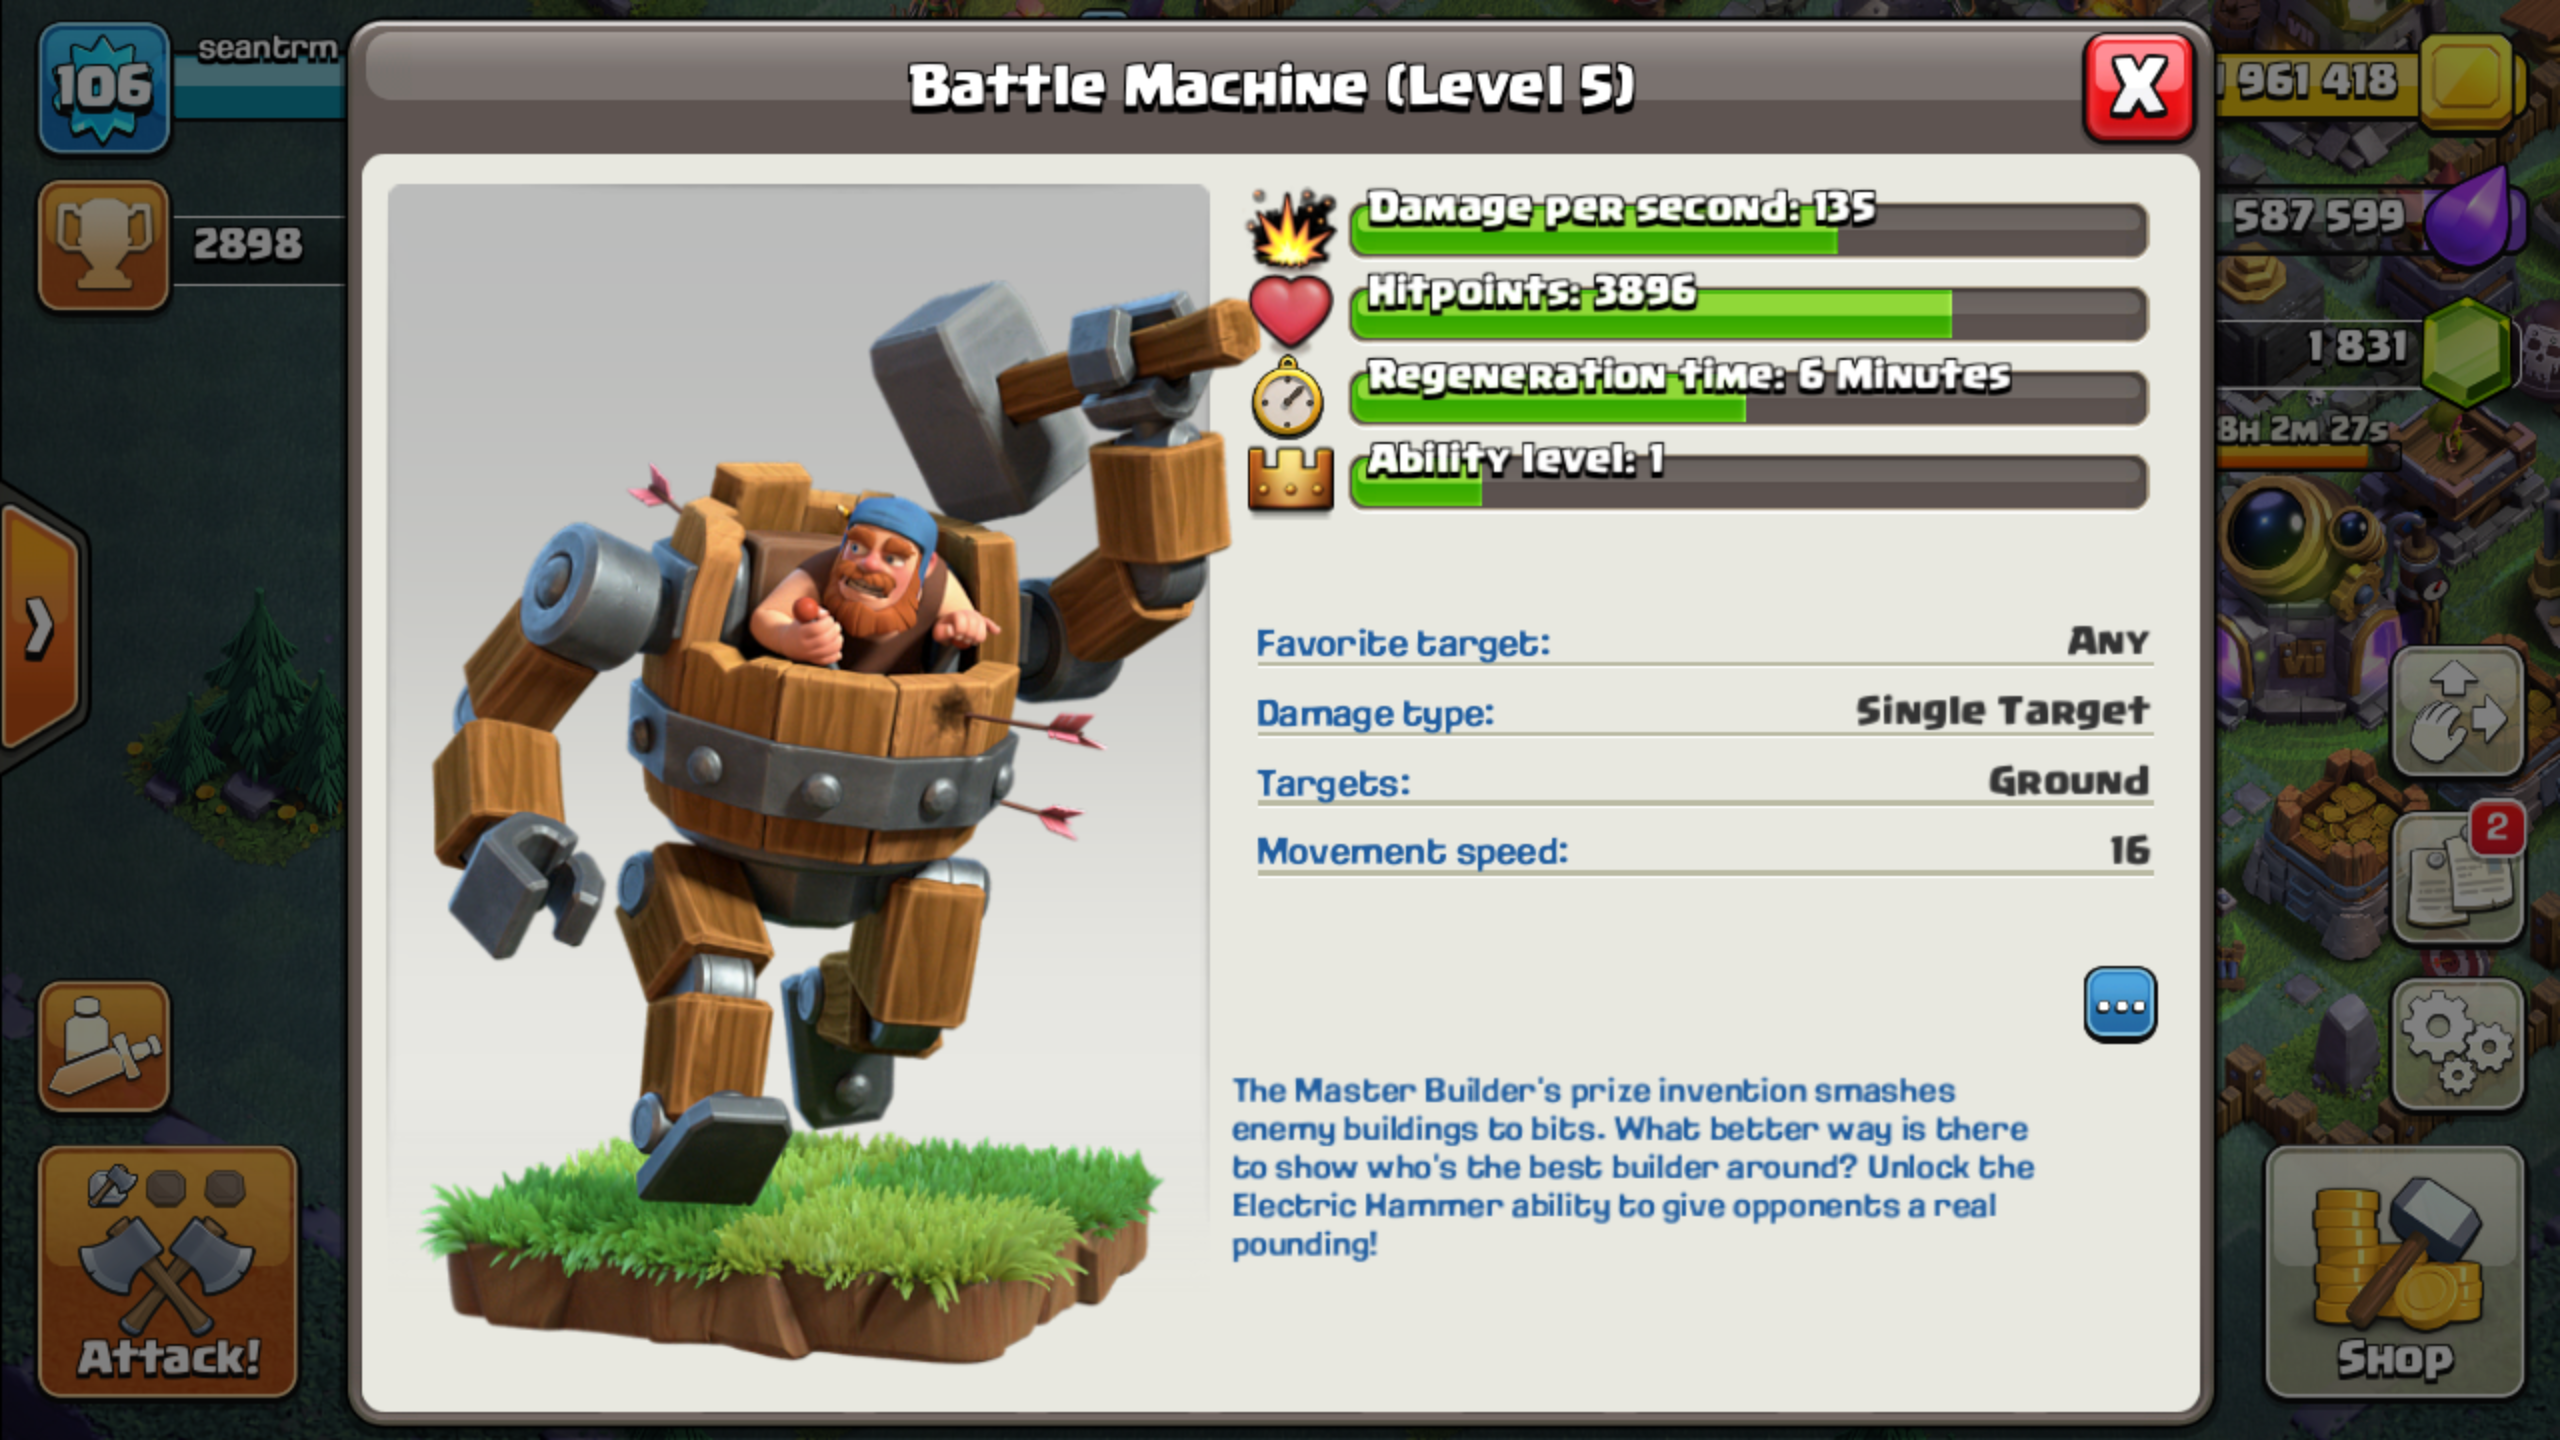 106
seantrm
2898
Battle Machine (Level 5)
X
1 961 418
587 599
1 831
8H 2M 27s
Damage per second: 135
Hitpoints: 3896
Regeneration time: 6 Minutes
Ability level: 1
Favorite target: Any
Damage type: Single Target
Targets: Ground
Movement speed: 16
The Master Builder's prize invention smashes
enemy buildings to bits. What better way is there
to show who's the best builder around? Unlock the
Electric Hammer ability to give opponents a real
pounding!
VII
2
Attack!
Shop